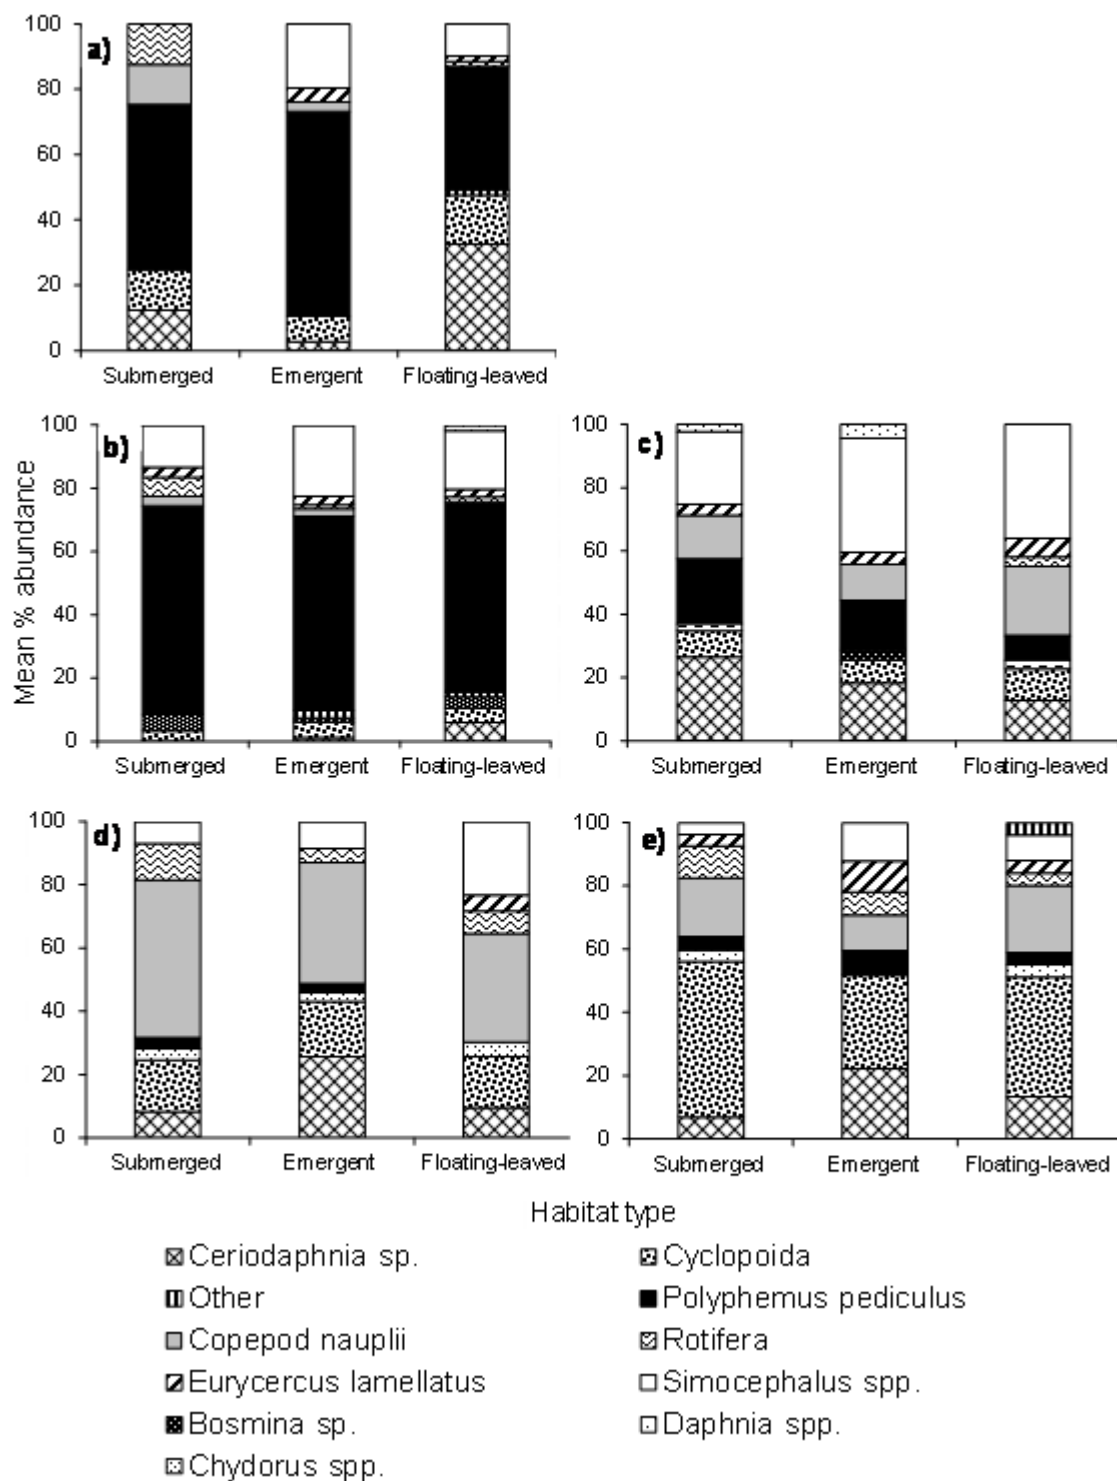 a)
100
80
60
40
20
0
Submerged Emergent Floating-leaved
Mean % abundance
b)
100
80
60
40
20
0
Submerged Emergent Floating-leaved
c)
100
80
60
40
20
0
Submerged Emergent Floating-leaved
d)
100
80
60
40
20
0
Submerged Emergent Floating-leaved
e)
100
80
60
40
20
0
Submerged Emergent Floating-leaved
Habitat type
Ceriodaphnia sp. Cyclopoida
Other Polyphemus pediculus
Copepod nauplii Rotifera
Eurycercus lamellatus Simocephalus spp.
Bosmina sp. Daphnia spp.
Chydorus spp.